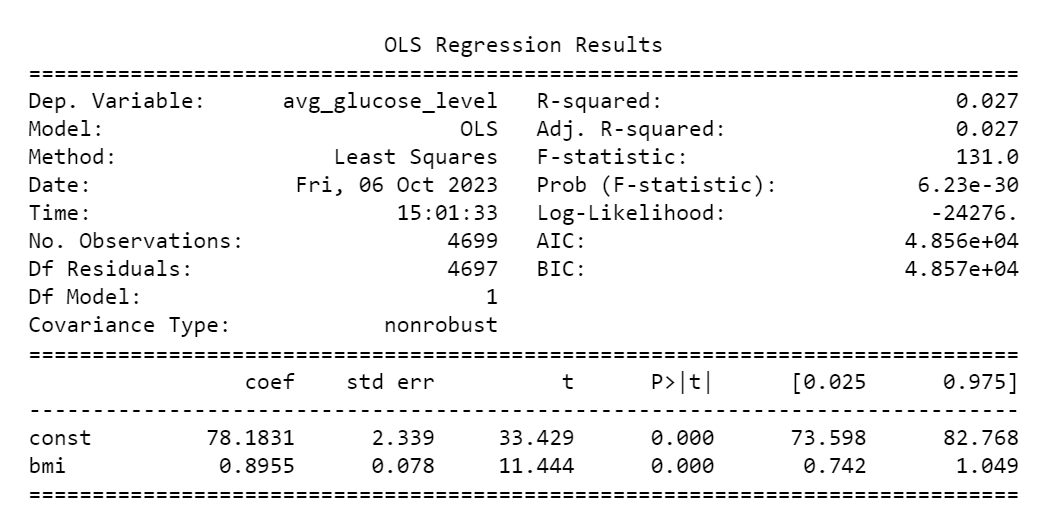 OLS Regression Results
==============================================================================
Dep. Variable: avg_glucose_level R-squared: 0.027
Model: OLS Adj. R-squared: 0.027
Method: Least Squares F-statistic: 131.0
Date: Fri, 06 Oct 2023 Prob (F-statistic): 6.23e-30
Time: 15:01:33 Log-Likelihood: -24276.
No. Observations: 4699 AIC: 4.856e+04
Df Residuals: 4697 BIC: 4.857e+04
Df Model: 1
Covariance Type: nonrobust
==============================================================================
coef std err t P>|t| [0.025 0.975]
------------------------------------------------------------------------------
const 78.1831 2.339 33.429 0.000 73.598 82.768
bmi 0.8955 0.078 11.444 0.000 0.742 1.049
==============================================================================